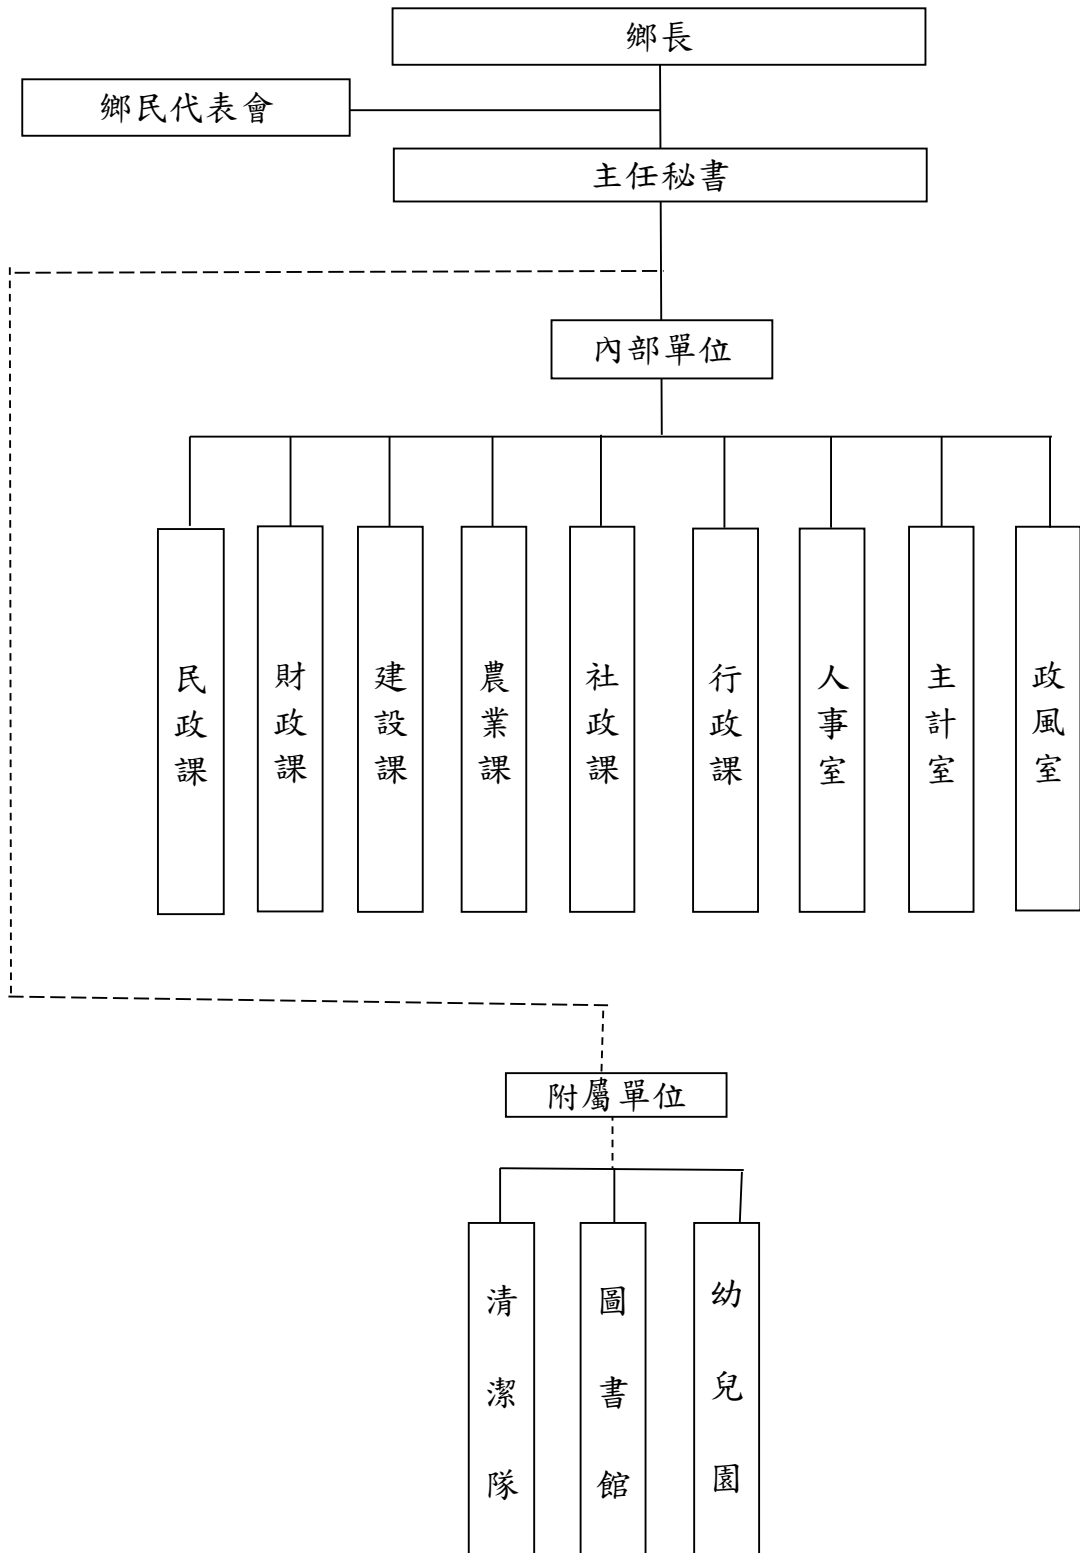 鄉長
鄉民代表會
主任秘書
內部單位
民政課
財政課
建設課
農業課
社政課
行政課
人事室
主計室
政風室
附屬單位
清潔隊
圖書館
幼兒園